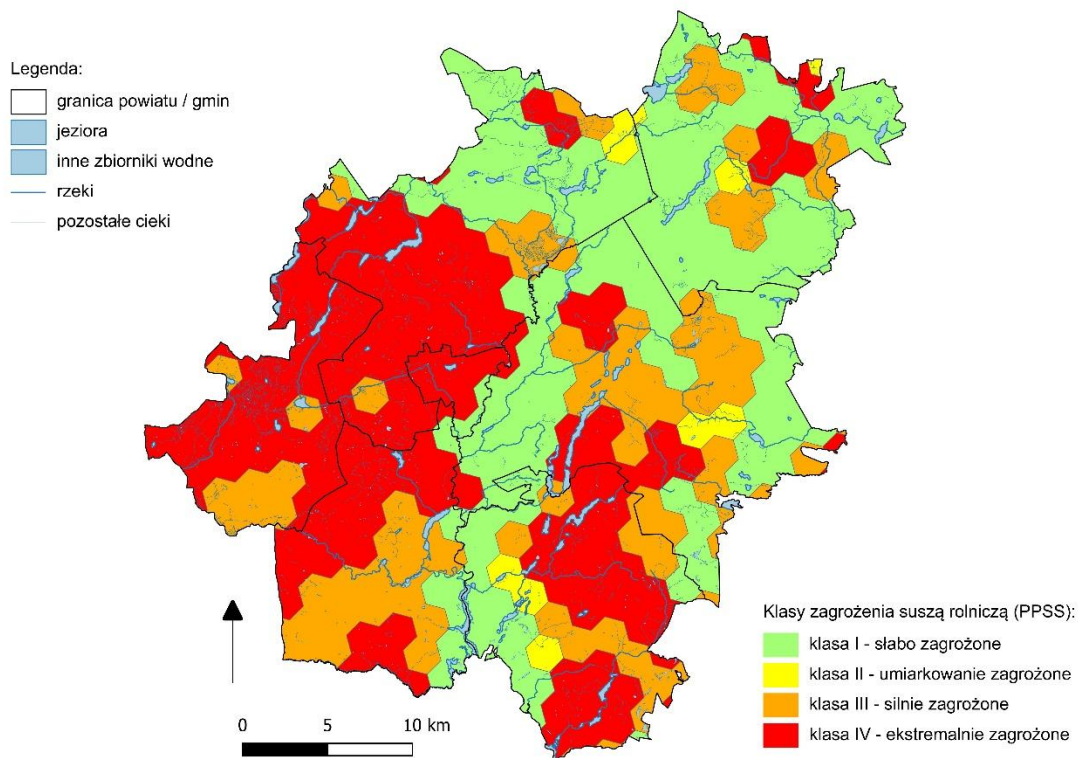 Legenda:
granica powiatu / gmin
jeziora
inne zbiorniki wodne
rzeki
pozostałe cieki
Klasy zagrożenia suszą rolniczą (PPSS):
klasa I - słabo zagrożone
klasa II - umiarkowanie zagrożone
klasa III - silnie zagrożone
klasa IV - ekstremalnie zagrożone
0 5 10 km